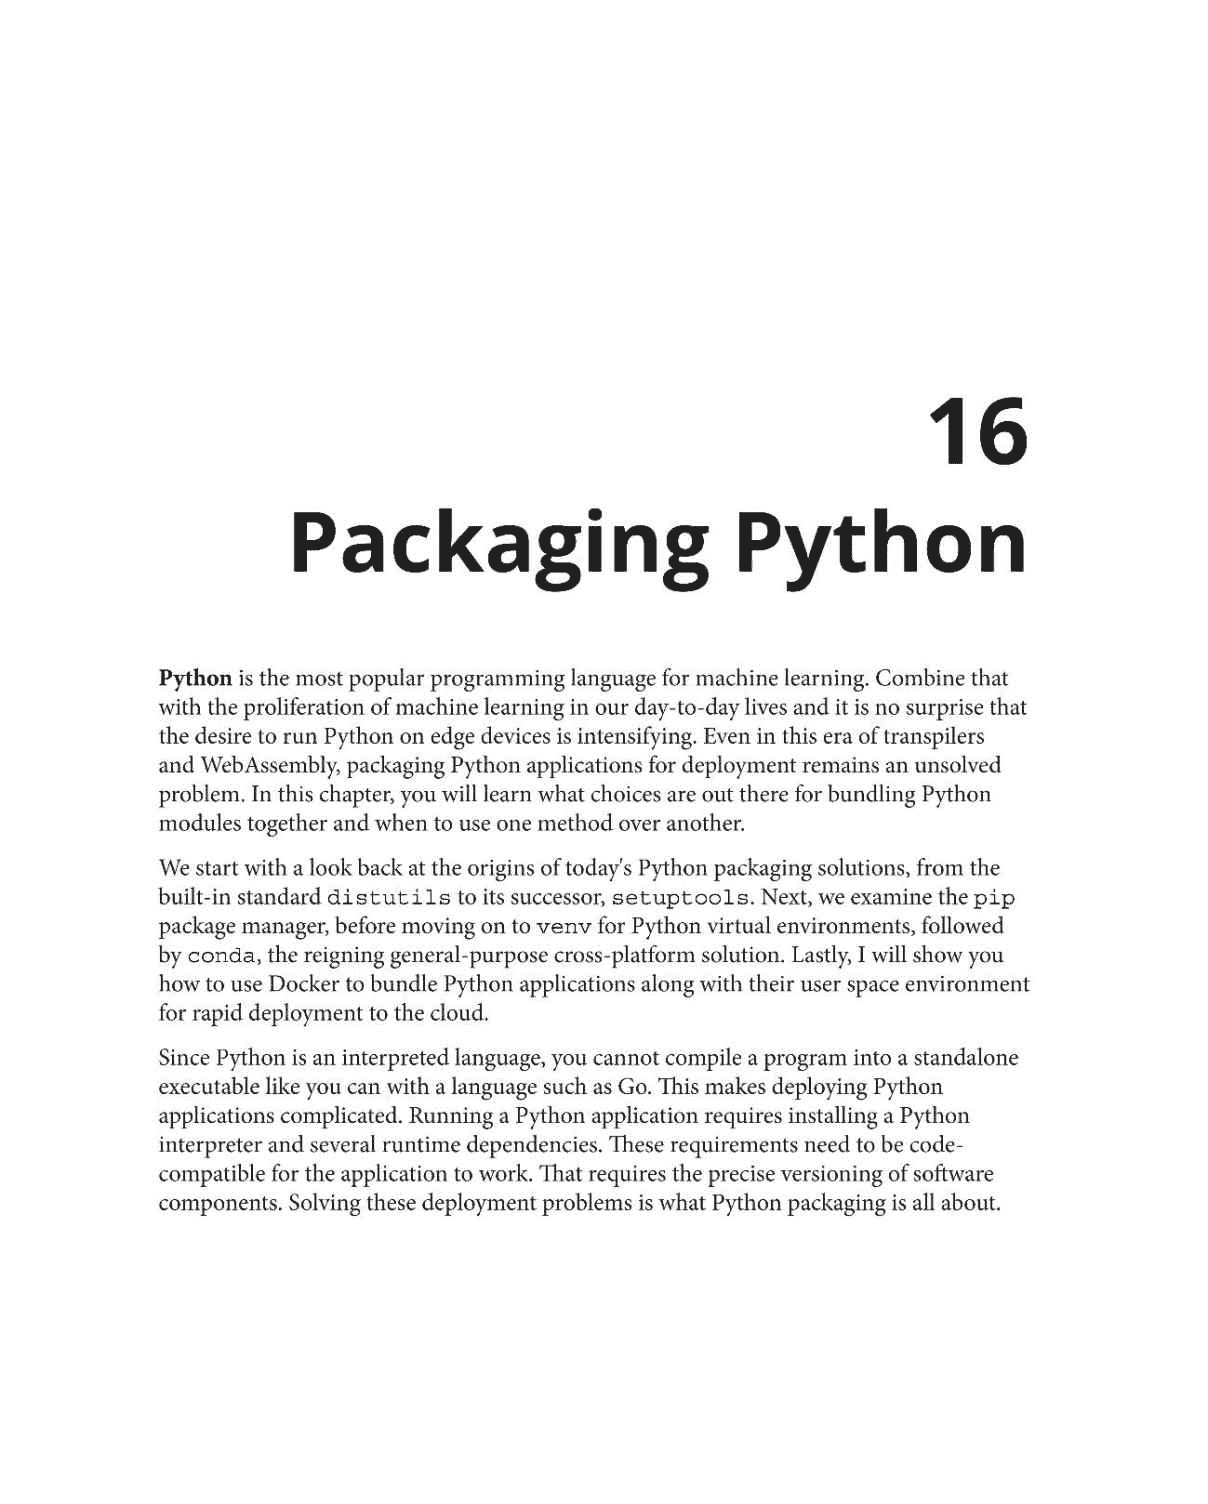 16
Packaging Python
Python is the most popular programming language for machine learning. Combine that
with the proliferation of machine learning in our day-to-day lives and it is no surprise that
the desire to run Python on edge devices is intensifying. Even in this era of transpilers
and WebAssembly, packaging Python applications for deployment remains an unsolved
problem. In this chapter, you will learn what choices are out there for bundling Python
modules together and when to use one method over another.
We start with a look back at the origins of today's Python packaging solutions, from the
built-in standard distutils to its successor, setuptools. Next, we examine the pip
package manager, before moving on to venv for Python virtual environments, followed
by conda, the reigning general-purpose cross-platform solution. Lastly, I will show you
how to use Docker to bundle Python applications along with their user space environment
for rapid deployment to the cloud.
Since Python is an interpreted language, you cannot compile a program into a standalone
executable like you can with a language such as Go. This makes deploying Python
applications complicated. Running a Python application requires installing a Python
interpreter and several runtime dependencies. These requirements need to be code-
compatible for the application to work. That requires the precise versioning of software
components. Solving these deployment problems is what Python packaging is all about.